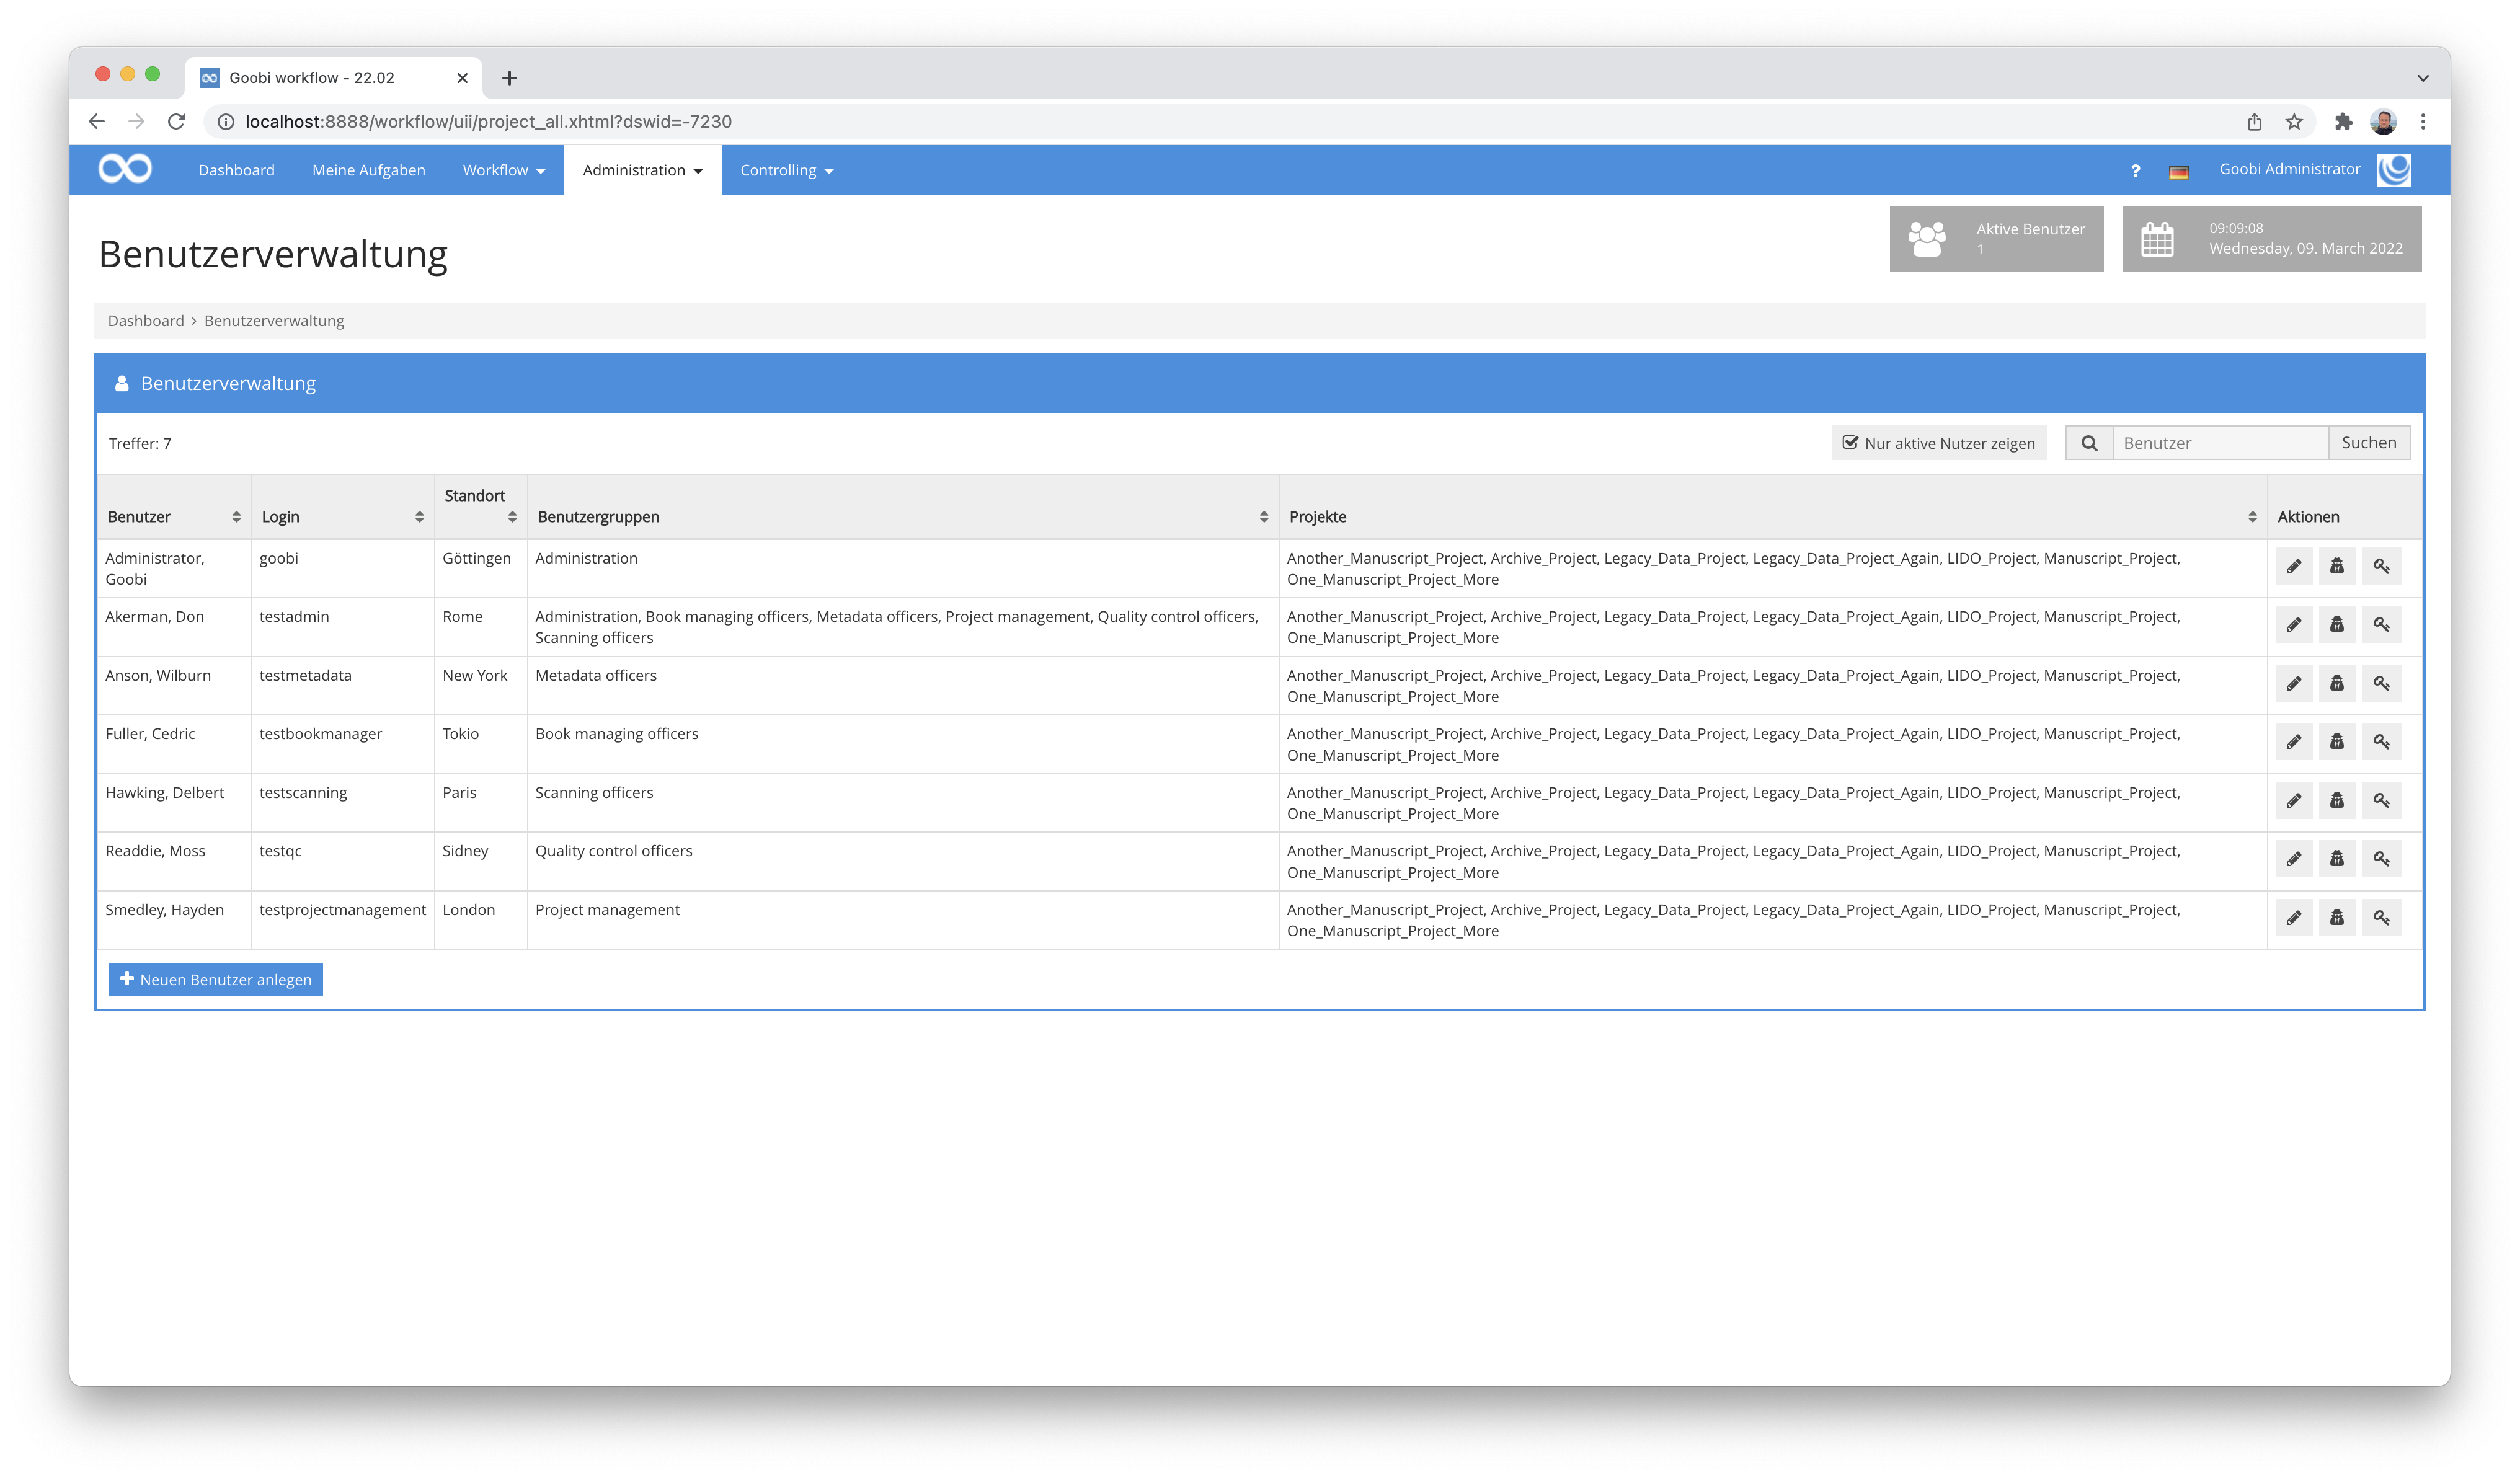 Goobi workflow - 22.02
localhost:8888/workflow/uii/project_all.xhtml?dswid=-7230
Dashboard Meine Aufgaben Workflow Administration Controlling ? Goobi Administrator
Benutzerverwaltung
Aktive Benutzer
1
09:09:08
Wednesday, 09. March 2022
Dashboard › Benutzerverwaltung
Benutzerverwaltung
Treffer: 7 Nur aktive Nutzer zeigen Benutzer Suchen
Benutzer Login Standort Benutzergruppen Projekte Aktionen
Administrator, Goobi goobi Göttingen Administration Another_Manuscript_Project, Archive_Project, Legacy_Data_Project, Legacy_Data_Project_Again, LIDO_Project, Manuscript_Project, One_Manuscript_Project_More
Akerman, Don testadmin Rome Administration, Book managing officers, Metadata officers, Project management, Quality control officers, Scanning officers Another_Manuscript_Project, Archive_Project, Legacy_Data_Project, Legacy_Data_Project_Again, LIDO_Project, Manuscript_Project, One_Manuscript_Project_More
Anson, Wilburn testmetadata New York Metadata officers Another_Manuscript_Project, Archive_Project, Legacy_Data_Project, Legacy_Data_Project_Again, LIDO_Project, Manuscript_Project, One_Manuscript_Project_More
Fuller, Cedric testbookmanager Tokio Book managing officers Another_Manuscript_Project, Archive_Project, Legacy_Data_Project, Legacy_Data_Project_Again, LIDO_Project, Manuscript_Project, One_Manuscript_Project_More
Hawking, Delbert testscanning Paris Scanning officers Another_Manuscript_Project, Archive_Project, Legacy_Data_Project, Legacy_Data_Project_Again, LIDO_Project, Manuscript_Project, One_Manuscript_Project_More
Readdie, Moss testqc Sidney Quality control officers Another_Manuscript_Project, Archive_Project, Legacy_Data_Project, Legacy_Data_Project_Again, LIDO_Project, Manuscript_Project, One_Manuscript_Project_More
Smedley, Hayden testprojectmanagement London Project management Another_Manuscript_Project, Archive_Project, Legacy_Data_Project, Legacy_Data_Project_Again, LIDO_Project, Manuscript_Project, One_Manuscript_Project_More
Neuen Benutzer anlegen